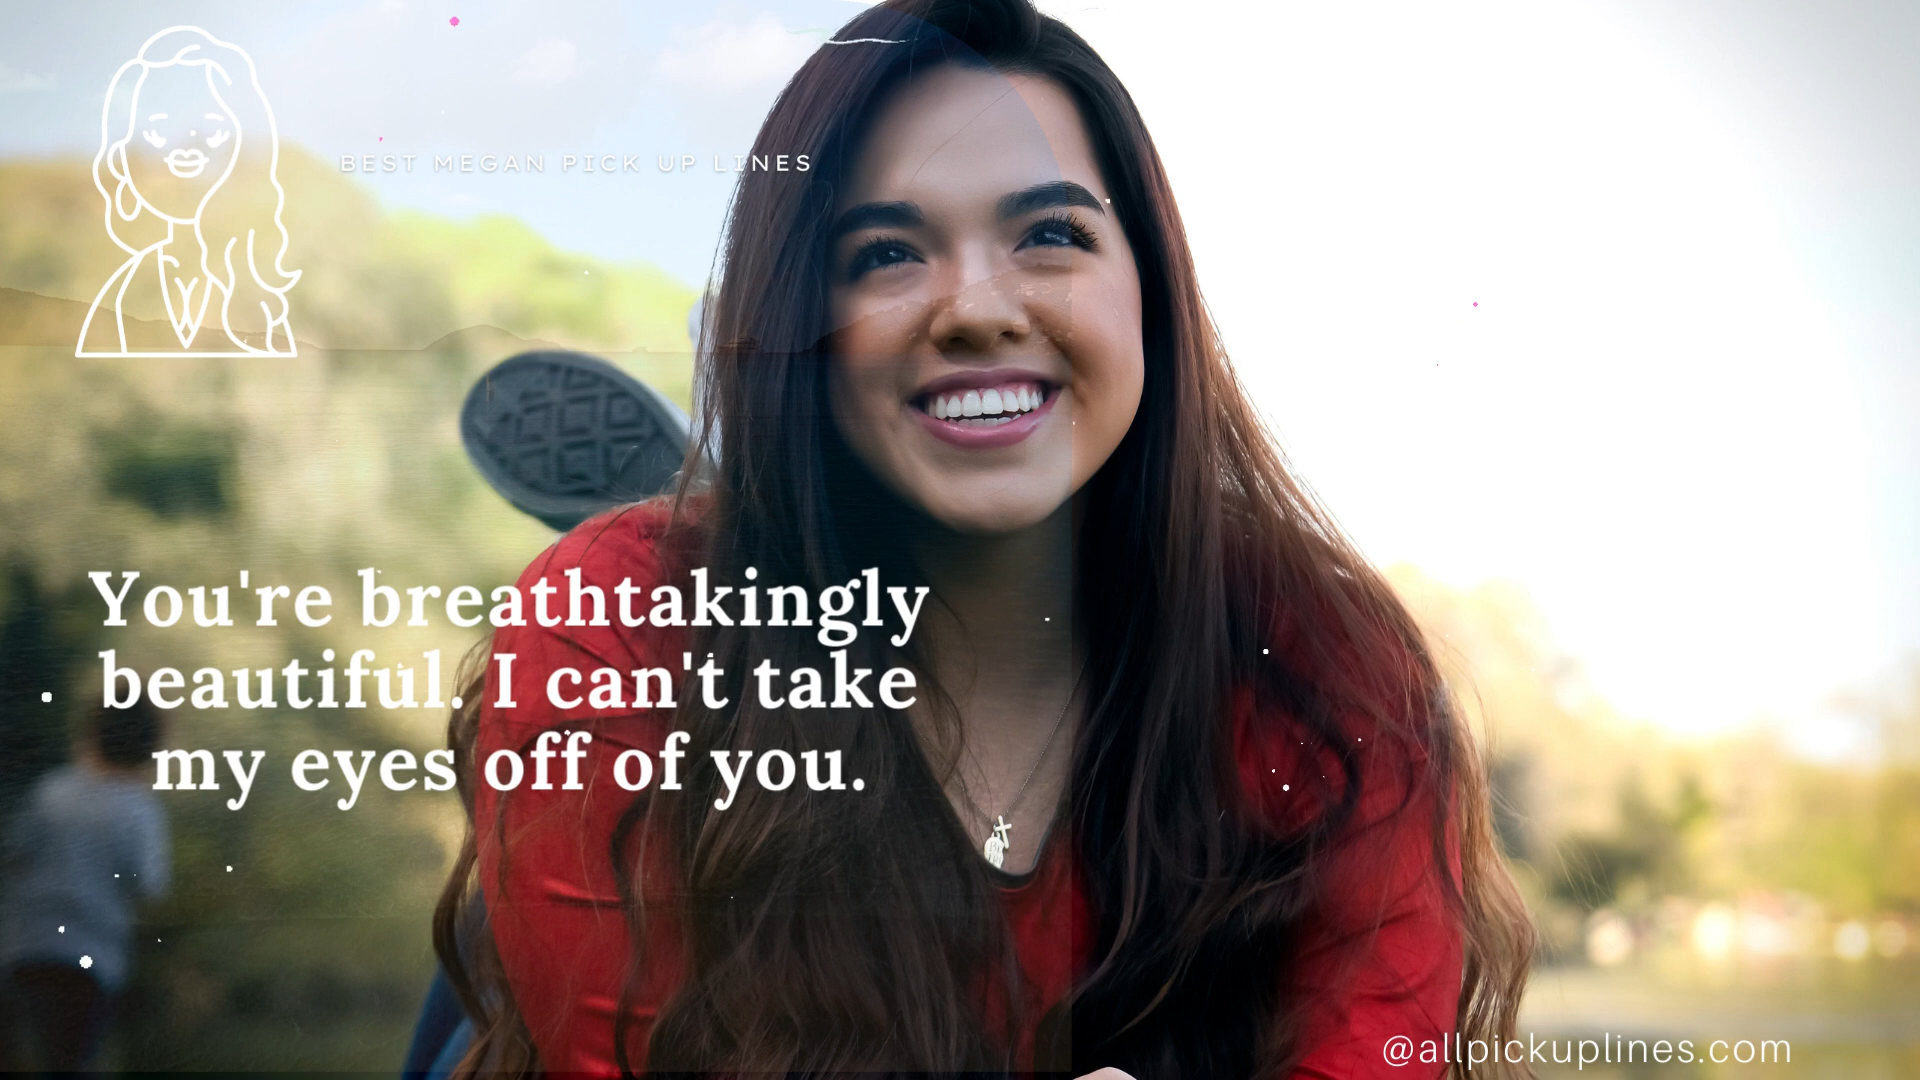 BEST MEGAN PICK UP LINES
You're breathtakingly
beautiful. I can't take
my eyes off of you.
@allpickuplines.com